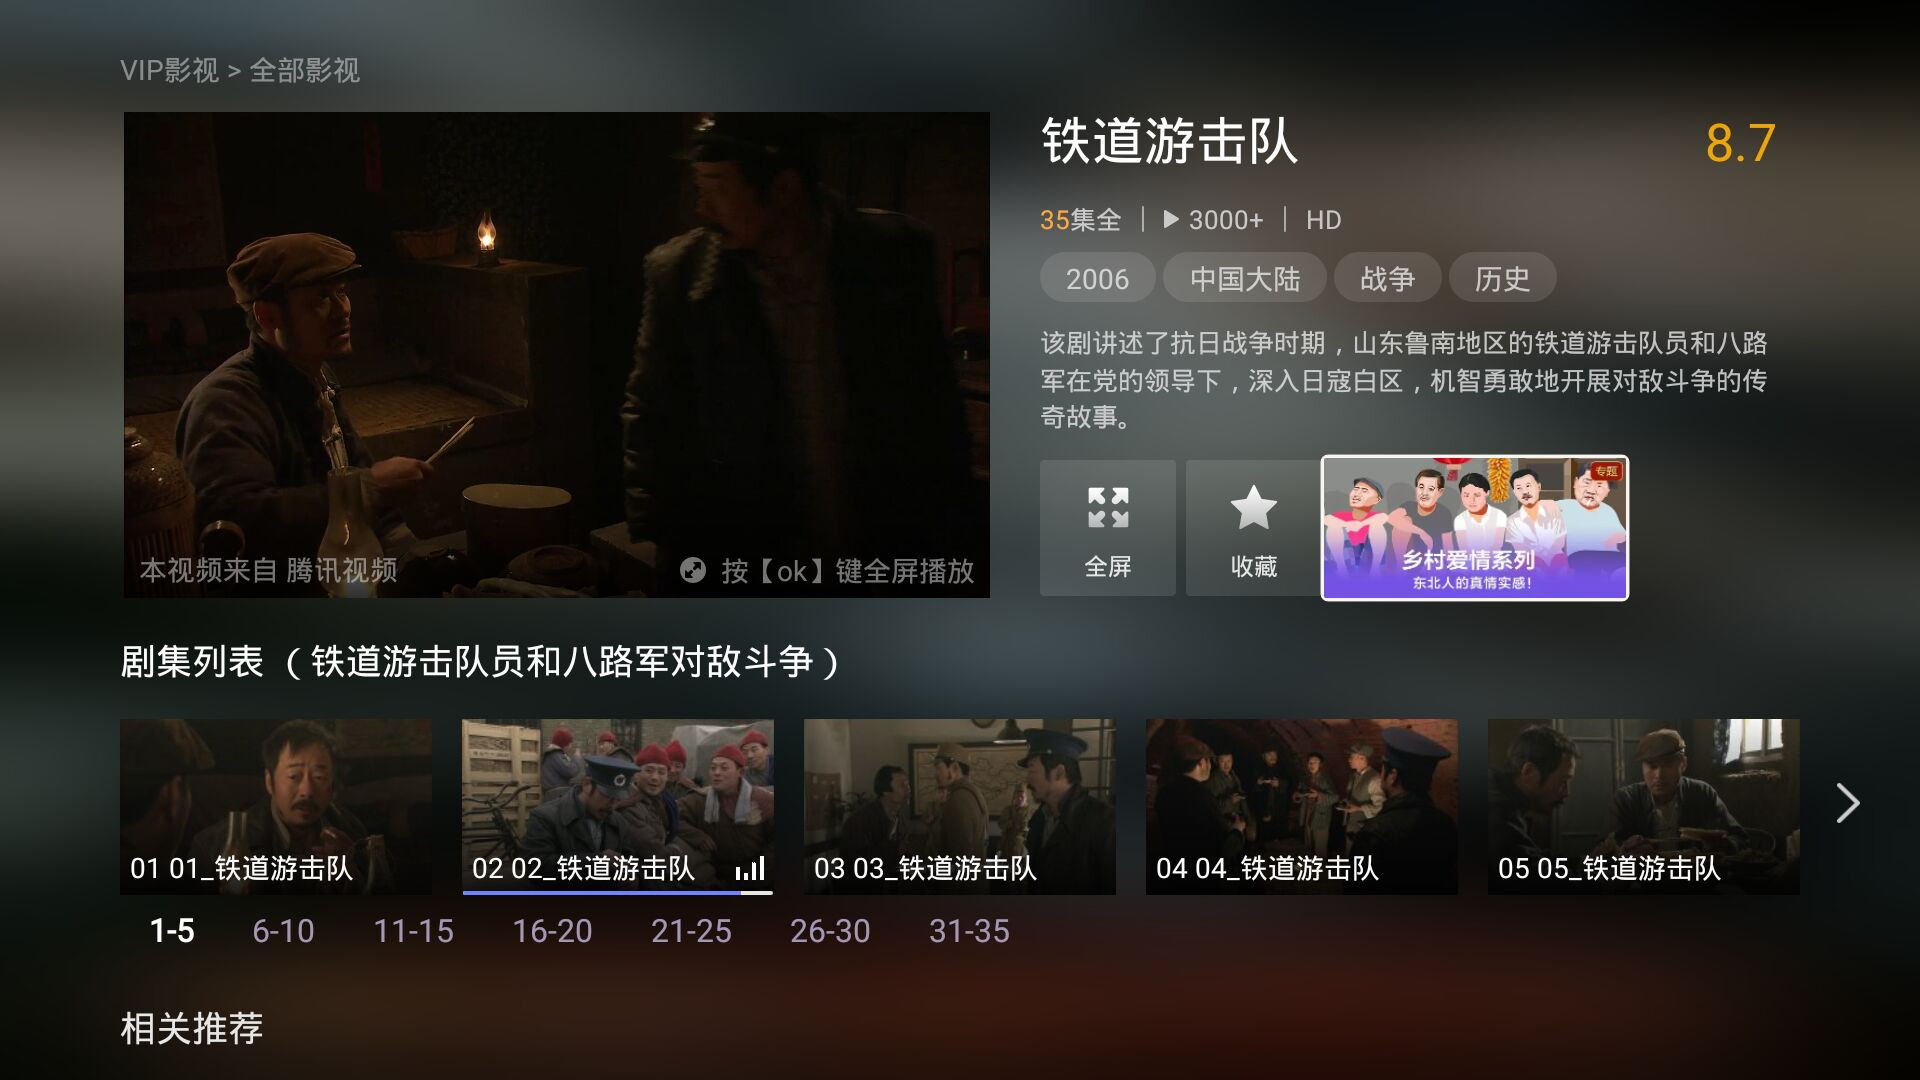 VIP影视 > 全部影视
铁道游击队
8.7
35集全 | 3000+ | HD
2006 中国大陆 战争 历史
该剧讲述了抗日战争时期，山东鲁南地区的铁道游击队员和八路
军在党的领导下，深入日寇白区，机智勇敢地开展对敌斗争的传
奇故事。
本视频来自 腾讯视频
按【ok】键全屏播放
全屏
收藏
专题
乡村爱情系列
东北人的真情实感！
剧集列表 （铁道游击队员和八路军对敌斗争）
01 01_铁道游击队
02 02_铁道游击队
03 03_铁道游击队
04 04_铁道游击队
05 05_铁道游击队
1-5 6-10 11-15 16-20 21-25 26-30 31-35
相关推荐